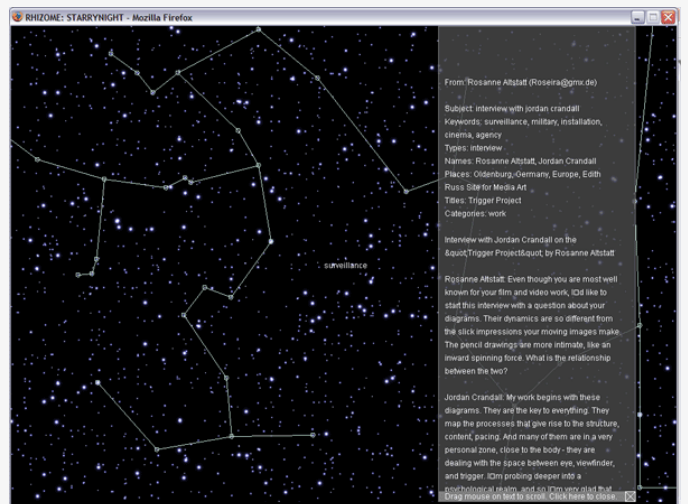 RHIZOME: STARRYNIGHT - Mozilla Firefox
surveillance
From: Rosanne Altstatt (Roseira@gmx.de)
Subject: interview with jordan crandall
Keywords: surveillance, military, installation,
cinema, agency
Types: interview
Names: Rosanne Altstatt, Jordan Crandall
Places: Oldenburg, Germany, Europe, Edith
Russ Site for Media Art
Titles: Trigger Project
Categories: work
Interview with Jordan Crandall on the
&quot;Trigger Project&quot; by Rosanne Altstatt
Rosanne Altstatt: Even though you are most well
known for your film and video work, I□d like to
start this interview with a question about your
diagrams. Their dynamics are so different from
the slick impressions your moving images make.
The pencil drawings are more intimate, like an
inward spinning force. What is the relationship
between the two?
Jordan Crandall: My work begins with these
diagrams. They are the key to everything. They
map the processes that give rise to the structure,
content, pacing. And many of them are in a very
personal zone, close to the body - they are
dealing with the space between eye, viewfinder,
and trigger. I□m probing deeper into a
psychological realm, and so I□m very glad that
Drag mouse on text to scroll. Click here to close